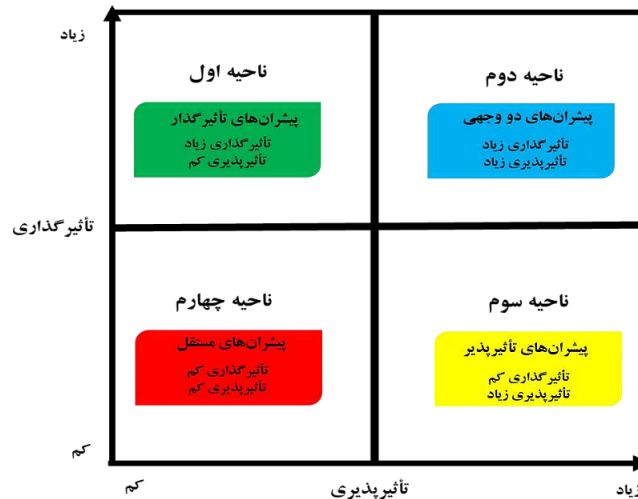 زیاد
ناحیه اول
پیشران‌های تأثیرگذار
تأثیرگذاری زیاد
تأثیرپذیری کم
ناحیه دوم
پیشران‌های دو وجهی
تأثیرگذاری زیاد
تأثیرپذیری زیاد
تأثیرگذاری
ناحیه چهارم
پیشران‌های مستقل
تأثیرگذاری کم
تأثیرپذیری کم
ناحیه سوم
پیشران‌های تأثیرپذیر
تأثیرگذاری کم
تأثیرپذیری زیاد
کم
کم
تأثیرپذیری
زیاد